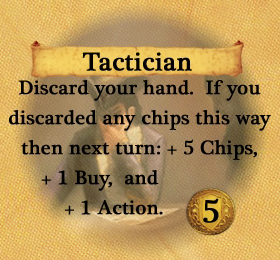 Tactician
Discard your hand.  If you
discarded any chips this way
then next turn: + 5 Chips,
+ 1 Buy,  and
+ 1 Action.
5